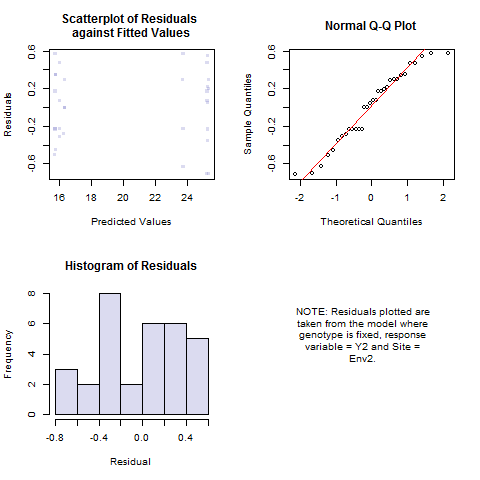 Scatterplot of Residuals
against Fitted Values
0.6
0.2
-0.2
-0.6
Residuals
16 18 20 22 24
Predicted Values
Normal Q-Q Plot
0.6
0.2
-0.2
-0.6
Sample Quantiles
-2 -1 0 1 2
Theoretical Quantiles
Histogram of Residuals
8
6
4
2
0
Frequency
-0.8 -0.4 0.0 0.4
Residual
NOTE: Residuals plotted are
taken from the model where
genotype is fixed, response
variable = Y2 and Site =
Env2.